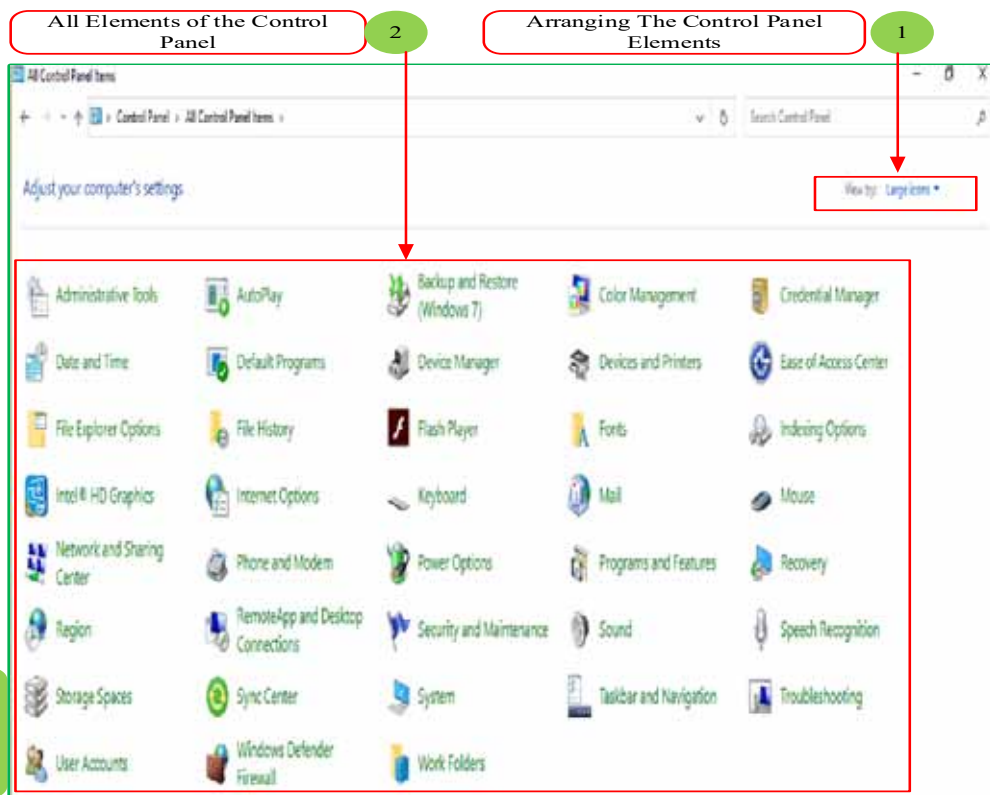 All Elements of the Control
Panel
2
Arranging The Control Panel
Elements
1
All Control Panel Items
Control Panel › All Control Panel Items ›
Search Control Panel
Adjust your computer's settings
View by: Large icons
Administrative Tools
AutoPlay
Backup and Restore
(Windows 7)
Color Management
Credential Manager
Date and Time
Default Programs
Device Manager
Devices and Printers
Ease of Access Center
File Explorer Options
File History
Flash Player
Fonts
Indexing Options
Intel® HD Graphics
Internet Options
Keyboard
Mail
Mouse
Network and Sharing
Center
Phone and Modem
Power Options
Programs and Features
Recovery
Region
RemoteApp and Desktop
Connections
Security and Maintenance
Sound
Speech Recognition
Storage Spaces
Sync Center
System
Taskbar and Navigation
Troubleshooting
User Accounts
Windows Defender
Firewall
Work Folders